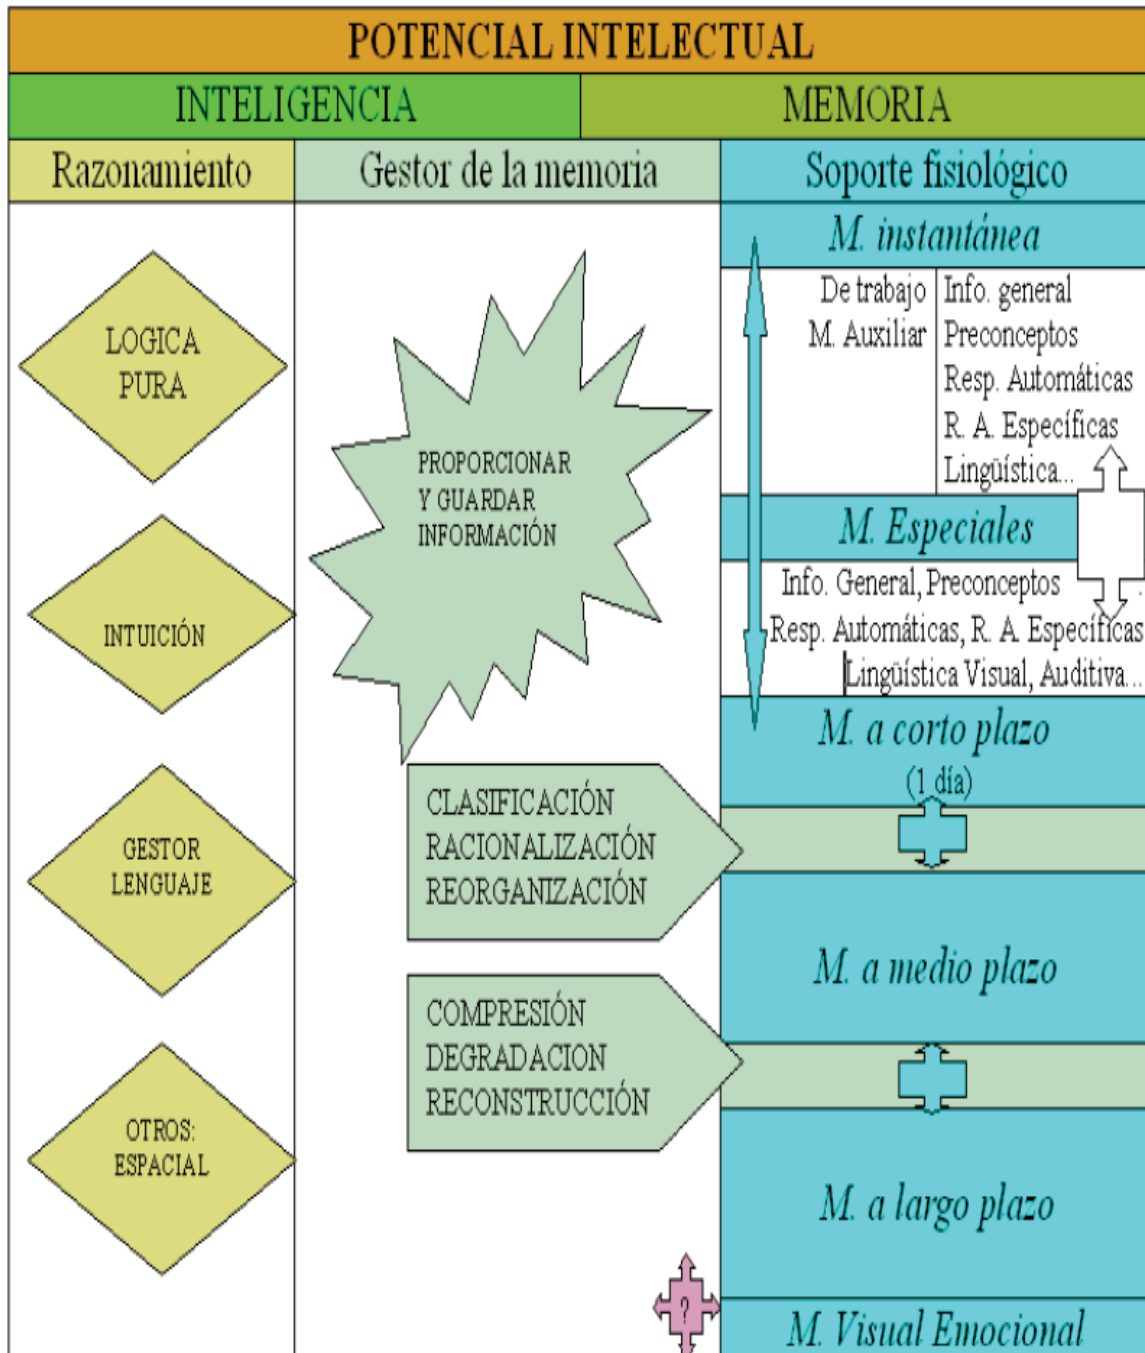 POTENCIAL INTELECTUAL
INTELIGENCIA
MEMORIA
Razonamiento
Gestor de la memoria
Soporte fisiológico
LOGICA
PURA
INTUICIÓN
GESTOR
LENGUAJE
OTROS:
ESPACIAL
PROPORCIONAR
Y GUARDAR
INFORMACIÓN
CLASIFICACIÓN
RACIONALIZACIÓN
REORGANIZACIÓN
COMPRESIÓN
DEGRADACION
RECONSTRUCCIÓN
?
M. instantánea
De trabajo
M. Auxiliar
Info. general
Preconceptos
Resp. Automáticas
R. A. Específicas
Lingüística...
M. Especiales
Info. General, Preconceptos .
Resp. Automáticas, R. A. Específicas
Lingüística Visual, Auditiva...
M. a corto plazo
(1 día)
M. a medio plazo
M. a largo plazo
M. Visual Emocional